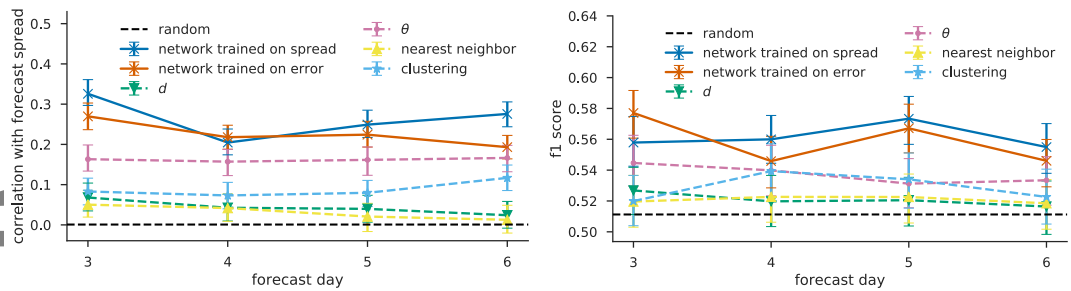 correlation with forecast spread
0.5
0.4
0.3
0.2
0.1
0.0
random
network trained on spread
network trained on error
d
θ
nearest neighbor
clustering
3 4 5 6
forecast day
f1 score
0.64
0.62
0.60
0.58
0.56
0.54
0.52
0.50
random
network trained on spread
network trained on error
d
θ
nearest neighbor
clustering
3 4 5 6
forecast day